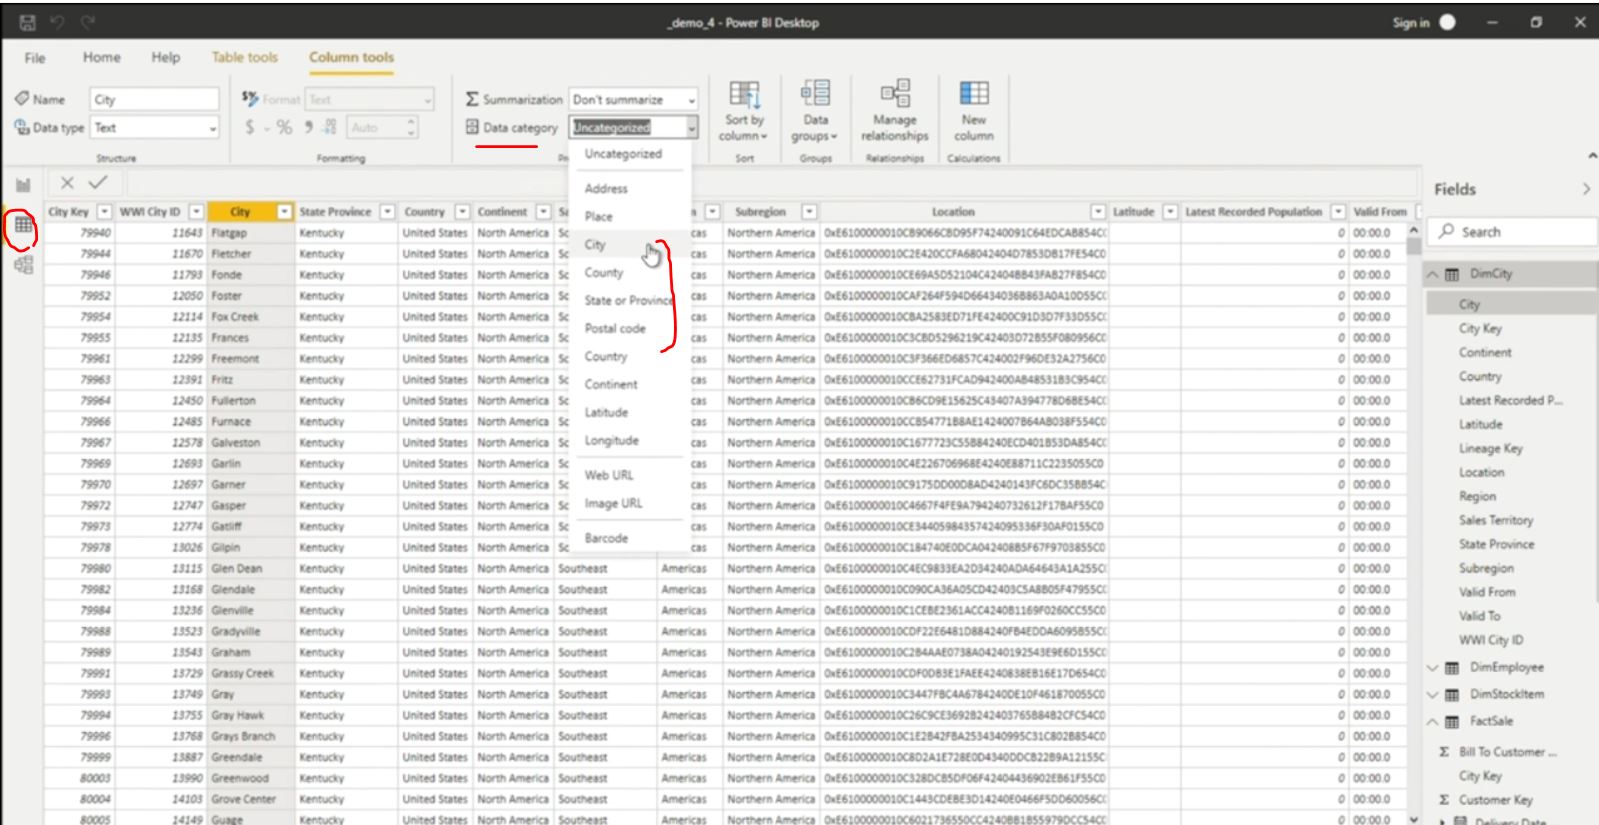 _demo_4 - Power BI Desktop
Sign in
File Home Help Table tools Column tools
Name City
Data type Text
Structure
Format Text
$ % 9 Auto
Formatting
Summarization Don't summarize
Data category Uncategorized
Sort by column
Sort
Data groups
Groups
Manage relationships
Relationships
New column
Calculations
Uncategorized
Address
Place
City
County
State or Province
Postal code
Country
Continent
Latitude
Longitude
Web URL
Image URL
Barcode
City Key WWI City ID City State Province Country Continent Sa n Subregion Location Latitude Latest Recorded Population Valid From
79940 11643 Flatgap Kentucky United States North America Sc cas Northern America 0xE6100000010CB9066CBD95F74240091C64EDCAB854C0 0 00:00.0
79944 11670 Fletcher Kentucky United States North America Sc cas Northern America 0xE6100000010C2E420CCFA68042404D7853DB17FE54C0 0 00:00.0
79946 11793 Fonde Kentucky United States North America Sc cas Northern America 0xE6100000010CE69A5D52104C42404BB43FAB27F854C0 0 00:00.0
79952 12050 Foster Kentucky United States North America Sc cas Northern America 0xE6100000010CAF264F594D66434036B863A0A10D55C0 0 00:00.0
79954 12114 Fox Creek Kentucky United States North America Sc cas Northern America 0xE6100000010CBA2583ED71FE42400C91D3D7F33D55C0 0 00:00.0
79955 12135 Frances Kentucky United States North America Sc cas Northern America 0xE6100000010C3CBD5296219C42403D72B55F080956C0 0 00:00.0
79961 12299 Freemont Kentucky United States North America Sc cas Northern America 0xE6100000010C3F366ED6857C424002F96DE32A2756C0 0 00:00.0
79963 12391 Fritz Kentucky United States North America Sc cas Northern America 0xE6100000010CCE62731FCAD942400AB48531B3C954C0 0 00:00.0
79964 12450 Fullerton Kentucky United States North America Sc cas Northern America 0xE6100000010CB6CD9E15625C43407A394778D6BE54C0 0 00:00.0
79966 12485 Furnace Kentucky United States North America Sc cas Northern America 0xE6100000010CCB54771B8AE1424007B64AB038F554C0 0 00:00.0
79967 12578 Galveston Kentucky United States North America Sc cas Northern America 0xE6100000010C1677723C55B84240ECD401B53DA854C0 0 00:00.0
79969 12693 Garlin Kentucky United States North America Sc cas Northern America 0xE6100000010C4E226706968E4240E88711C2235055C0 0 00:00.0
79970 12697 Garner Kentucky United States North America Sc cas Northern America 0xE6100000010C9175DD00D8AD4240143FC6DC35BB54C 0 00:00.0
79972 12747 Gasper Kentucky United States North America Sc cas Northern America 0xE6100000010C4667F4FE9A794240732612F17BAF55C0 0 00:00.0
79973 12774 Gatliff Kentucky United States North America Sc cas Northern America 0xE6100000010CE34405984357424095336F30AF0155C0 0 00:00.0
79978 13026 Gilpin Kentucky United States North America Sc cas Northern America 0xE6100000010C184740E0DCA042408B5F67F9703855C0 0 00:00.0
79980 13115 Glen Dean Kentucky United States North America Southeast Americas Northern America 0xE6100000010C4EC9833EA2D34240ADA64643A1A255C 0 00:00.0
79982 13168 Glendale Kentucky United States North America Southeast Americas Northern America 0xE6100000010C090CA36A05CD42403C5A8B05F47955C0 0 00:00.0
79984 13236 Glenville Kentucky United States North America Southeast Americas Northern America 0xE6100000010C1CEBE2361ACC4240B1169F0260CC55C0 0 00:00.0
79988 13523 Gradyville Kentucky United States North America Southeast Americas Northern America 0xE6100000010CDF22E6481D884240FB4EDDA6095B55C0 0 00:00.0
79989 13543 Graham Kentucky United States North America Southeast Americas Northern America 0xE6100000010C2B4AAE0738A04240192543E9E6D155C0 0 00:00.0
79991 13729 Grassy Creek Kentucky United States North America Southeast Americas Northern America 0xE6100000010CDF0DB3E1FAEE4240838EB16E17D654C0 0 00:00.0
79993 13749 Gray Kentucky United States North America Southeast Americas Northern America 0xE6100000010C3447FBC4A6784240DE10F461870055C0 0 00:00.0
79994 13755 Gray Hawk Kentucky United States North America Southeast Americas Northern America 0xE6100000010C26C9CE3692B242403765B84B2CFC54C0 0 00:00.0
79996 13768 Grays Branch Kentucky United States North America Southeast Americas Northern America 0xE6100000010C1E2B42FBA2534340995C31C802B854C0 0 00:00.0
79999 13887 Greendale Kentucky United States North America Southeast Americas Northern America 0xE6100000010C8D2A1E728E0D4340DDCB22B9A12155C 0 00:00.0
80003 13990 Greenwood Kentucky United States North America Southeast Americas Northern America 0xE6100000010C328DCB5DF06F42404436902EB61F55C0 0 00:00.0
80004 14103 Grove Center Kentucky United States North America Southeast Americas Northern America 0xE6100000010C1443CDEBE3D14240E0466F5DD60056C0 0 00:00.0
80005 14149 Guage Kentucky United States North America Southeast Americas Northern America 0xE6100000010C6021736550CC4240BB1B55979DCC54C0 0 00:00.0
Fields
Search
DimCity
City
City Key
Continent
Country
Latest Recorded P...
Latitude
Lineage Key
Location
Region
Sales Territory
State Province
Subregion
Valid From
Valid To
WWI City ID
DimEmployee
DimStockItem
FactSale
Σ Bill To Customer ...
City Key
Σ Customer Key
Delivery Date